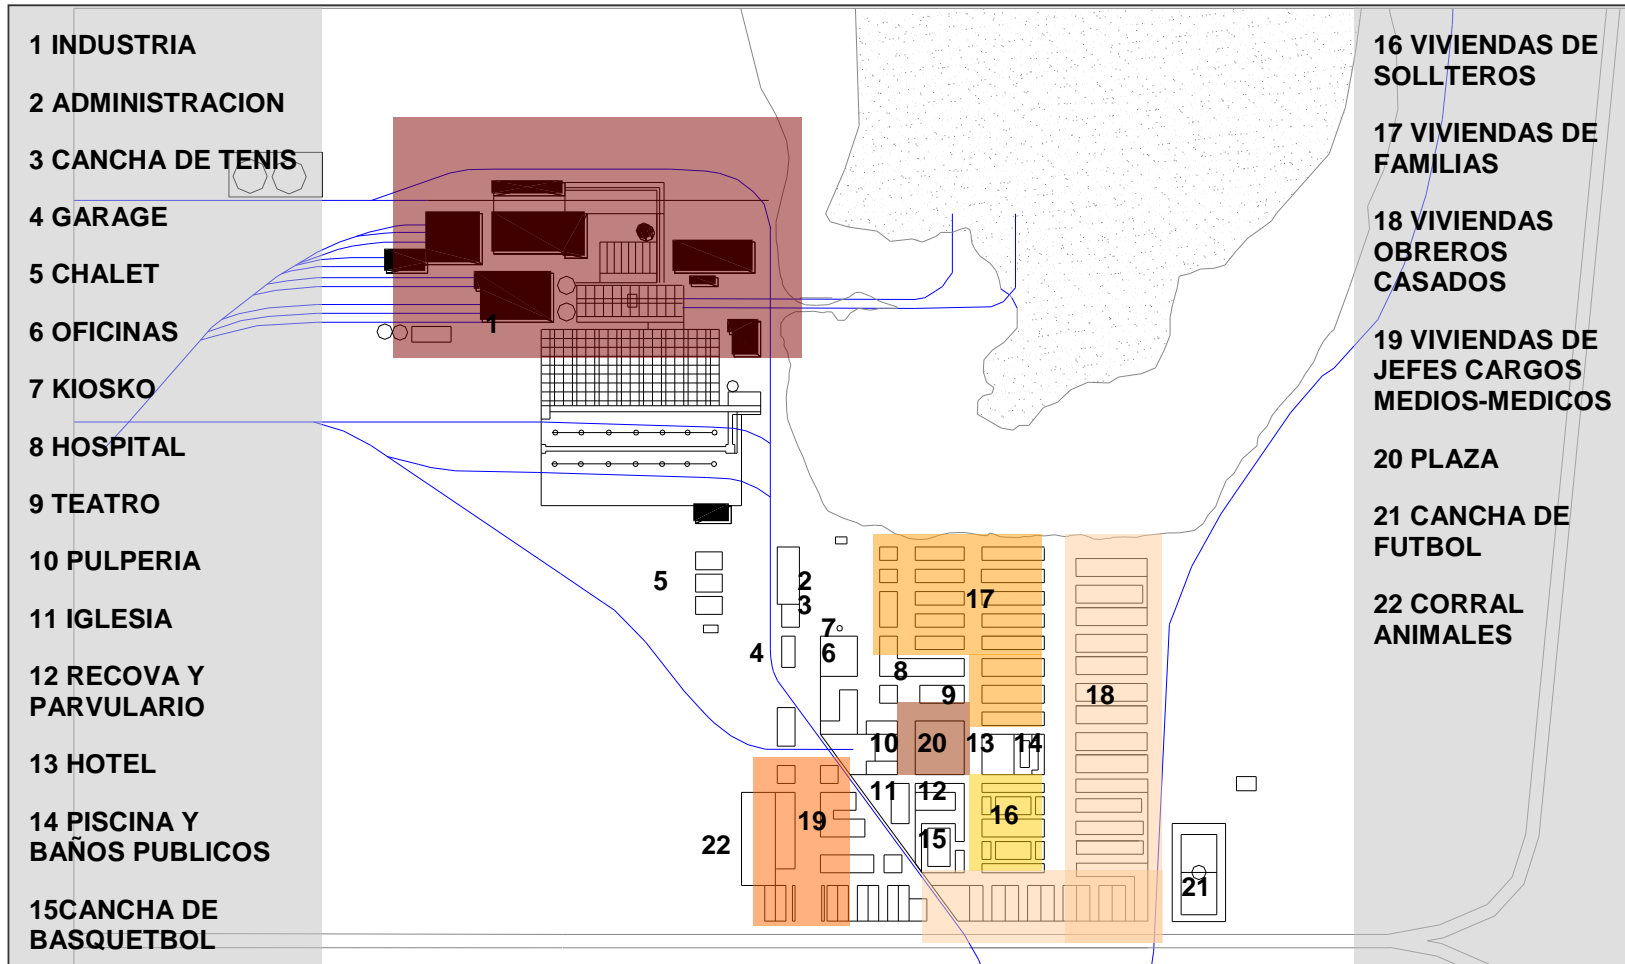 1 INDUSTRIA
2 ADMINISTRACION
3 CANCHA DE TENIS
4 GARAGE
5 CHALET
6 OFICINAS
7 KIOSKO
8 HOSPITAL
9 TEATRO
10 PULPERIA
11 IGLESIA
12 RECOVA Y
PARVULARIO
13 HOTEL
14 PISCINA Y
BAÑOS PUBLICOS
15CANCHA DE
BASQUETBOL
1
5
2
3
7
4
6
17
8
9
18
10
20
13
14
11
12
16
19
15
22
21
16 VIVIENDAS DE
SOLLTEROS
17 VIVIENDAS DE
FAMILIAS
18 VIVIENDAS
OBREROS
CASADOS
19 VIVIENDAS DE
JEFES CARGOS
MEDIOS-MEDICOS
20 PLAZA
21 CANCHA DE
FUTBOL
22 CORRAL
ANIMALES